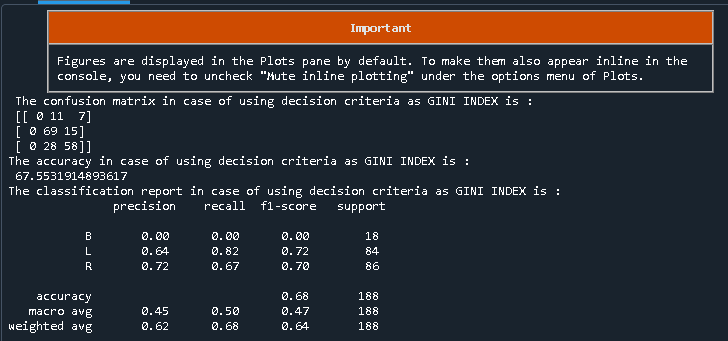 Important
Figures are displayed in the Plots pane by default. To make them also appear inline in the
console, you need to uncheck "Mute inline plotting" under the options menu of Plots.
The confusion matrix in case of using decision criteria as GINI INDEX is :
[[ 0 11  7]
[ 0 69 15]
[ 0 28 58]]
The accuracy in case of using decision criteria as GINI INDEX is :
67.5531914893617
The classification report in case of using decision criteria as GINI INDEX is :
precision    recall  f1-score   support
B       0.00      0.00      0.00        18
L       0.64      0.82      0.72        84
R       0.72      0.67      0.70        86
accuracy                           0.68       188
macro avg       0.45      0.50      0.47       188
weighted avg       0.62      0.68      0.64       188